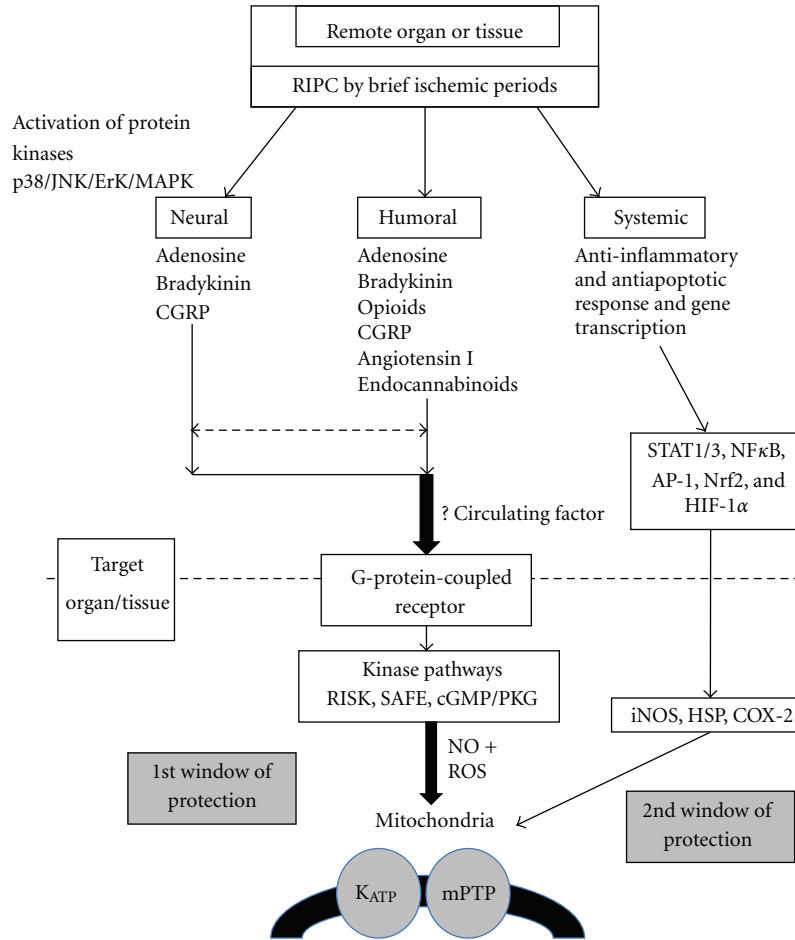 Remote organ or tissue
RIPC by brief ischemic periods
Activation of protein
kinases
p38/JNK/ErK/MAPK
Neural
Humoral
Systemic
Adenosine
Bradykinin
CGRP
Adenosine
Bradykinin
Opioids
CGRP
Angiotensin I
Endocannabinoids
Anti-inflammatory
and antiapoptotic
response and gene
transcription
STAT1/3, NFκB,
AP-1, Nrf2, and
HIF-1α
? Circulating factor
Target
organ/tissue
G-protein-coupled
receptor
Kinase pathways
RISK, SAFE, cGMP/PKG
iNOS, HSP, COX-2
NO +
ROS
1st window of
protection
Mitochondria
2nd window of
protection
KATP
mPTP